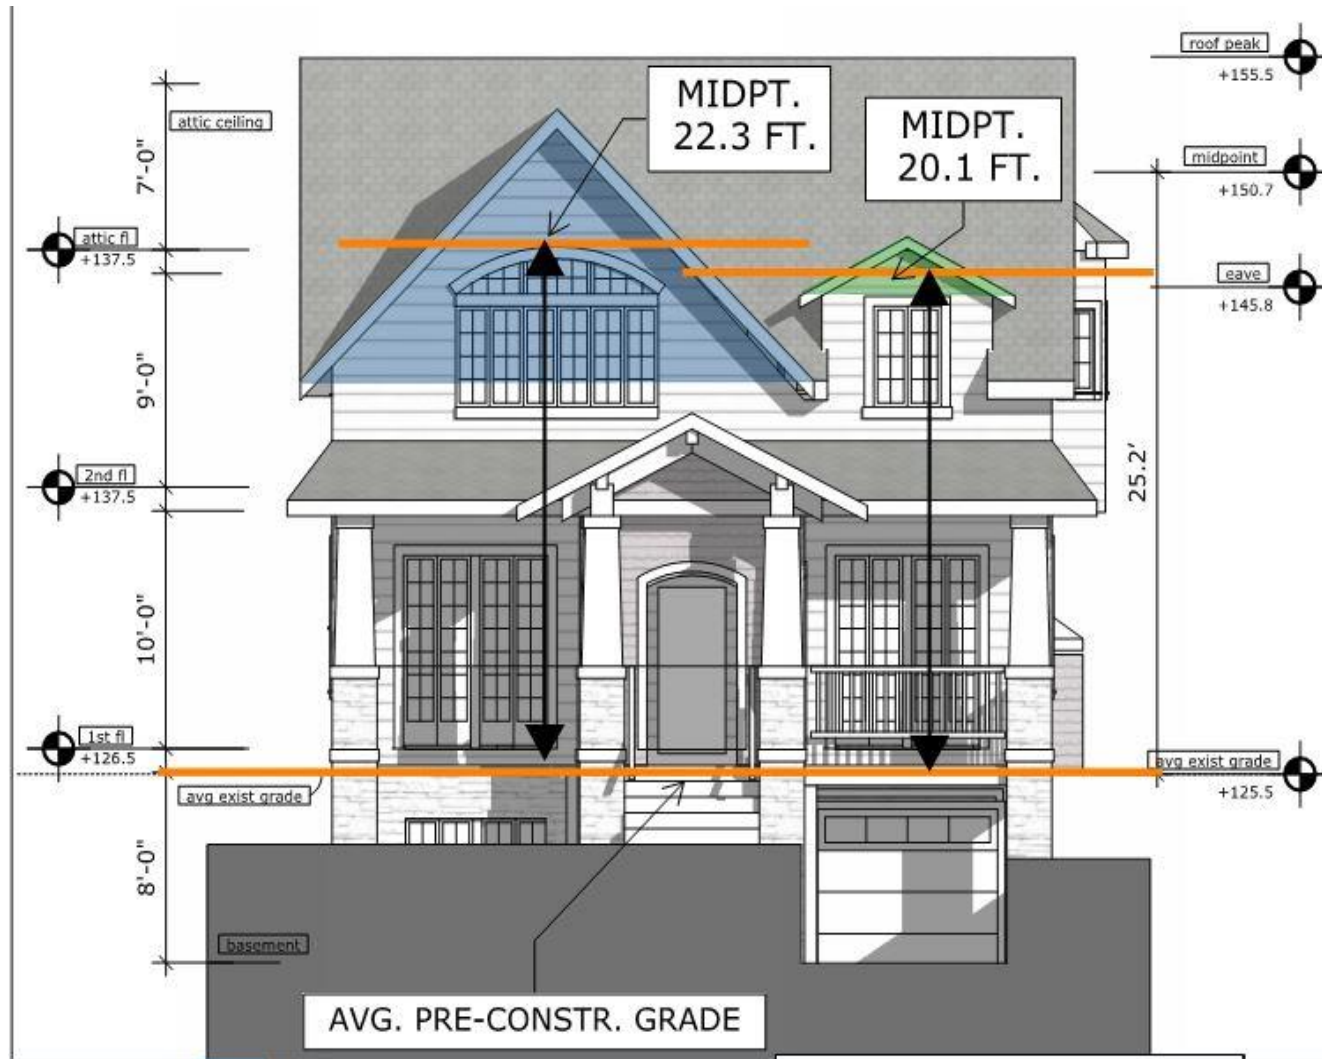 roof peak
+155.5
MIDPT.
22.3 FT.
MIDPT.
20.1 FT.
attic ceiling
7'-0"
midpoint
+150.7
attic fl
+137.5
eave
+145.8
9'-0"
25.2'
2nd fl
+137.5
10'-0"
1st fl
+126.5
avg exist grade
+125.5
avg exist grade
8'-0"
basement
AVG. PRE-CONSTR. GRADE